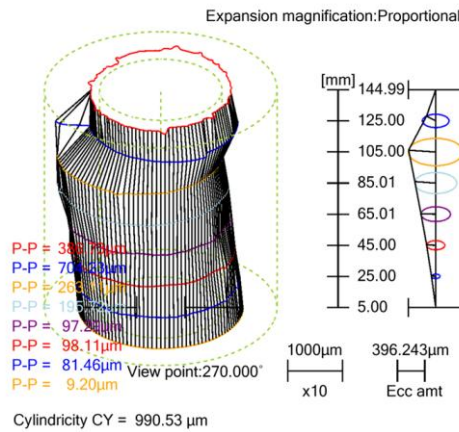 Expansion magnification:Proportional
[mm]
144.99
125.00
105.00
85.01
65.01
45.00
25.00
5.00
P-P =
P-P =
P-P =
P-P =
P-P = 97.24µm
P-P = 98.11µm
P-P = 81.46µm
P-P = 9.20µm
View point:270.000°
1000µm
x10
396.243µm
Ecc amt
Cylindricity CY = 990.53 µm